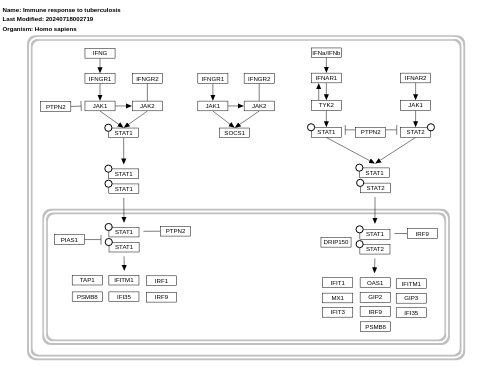 Name: Immune response to tuberculosis
Last Modified: 20240718002719
Organism: Homo sapiens
IFNG
IFNa/IFNb
IFNGR1
IFNGR2
IFNGR1
IFNGR2
IFNAR1
IFNAR2
PTPN2
JAK1
JAK2
JAK1
JAK2
TYK2
JAK1
STAT1
SOCS1
STAT1
PTPN2
STAT2
STAT1
STAT1
STAT1
STAT2
PIAS1
STAT1
STAT1
PTPN2
DRIP150
STAT1
STAT2
IRF9
TAP1
IFITM1
IRF1
PSMB8
IFI35
IRF9
IFIT1
OAS1
IFITM1
MX1
GIP2
GIP3
IFIT3
IRF9
IFI35
PSMB8